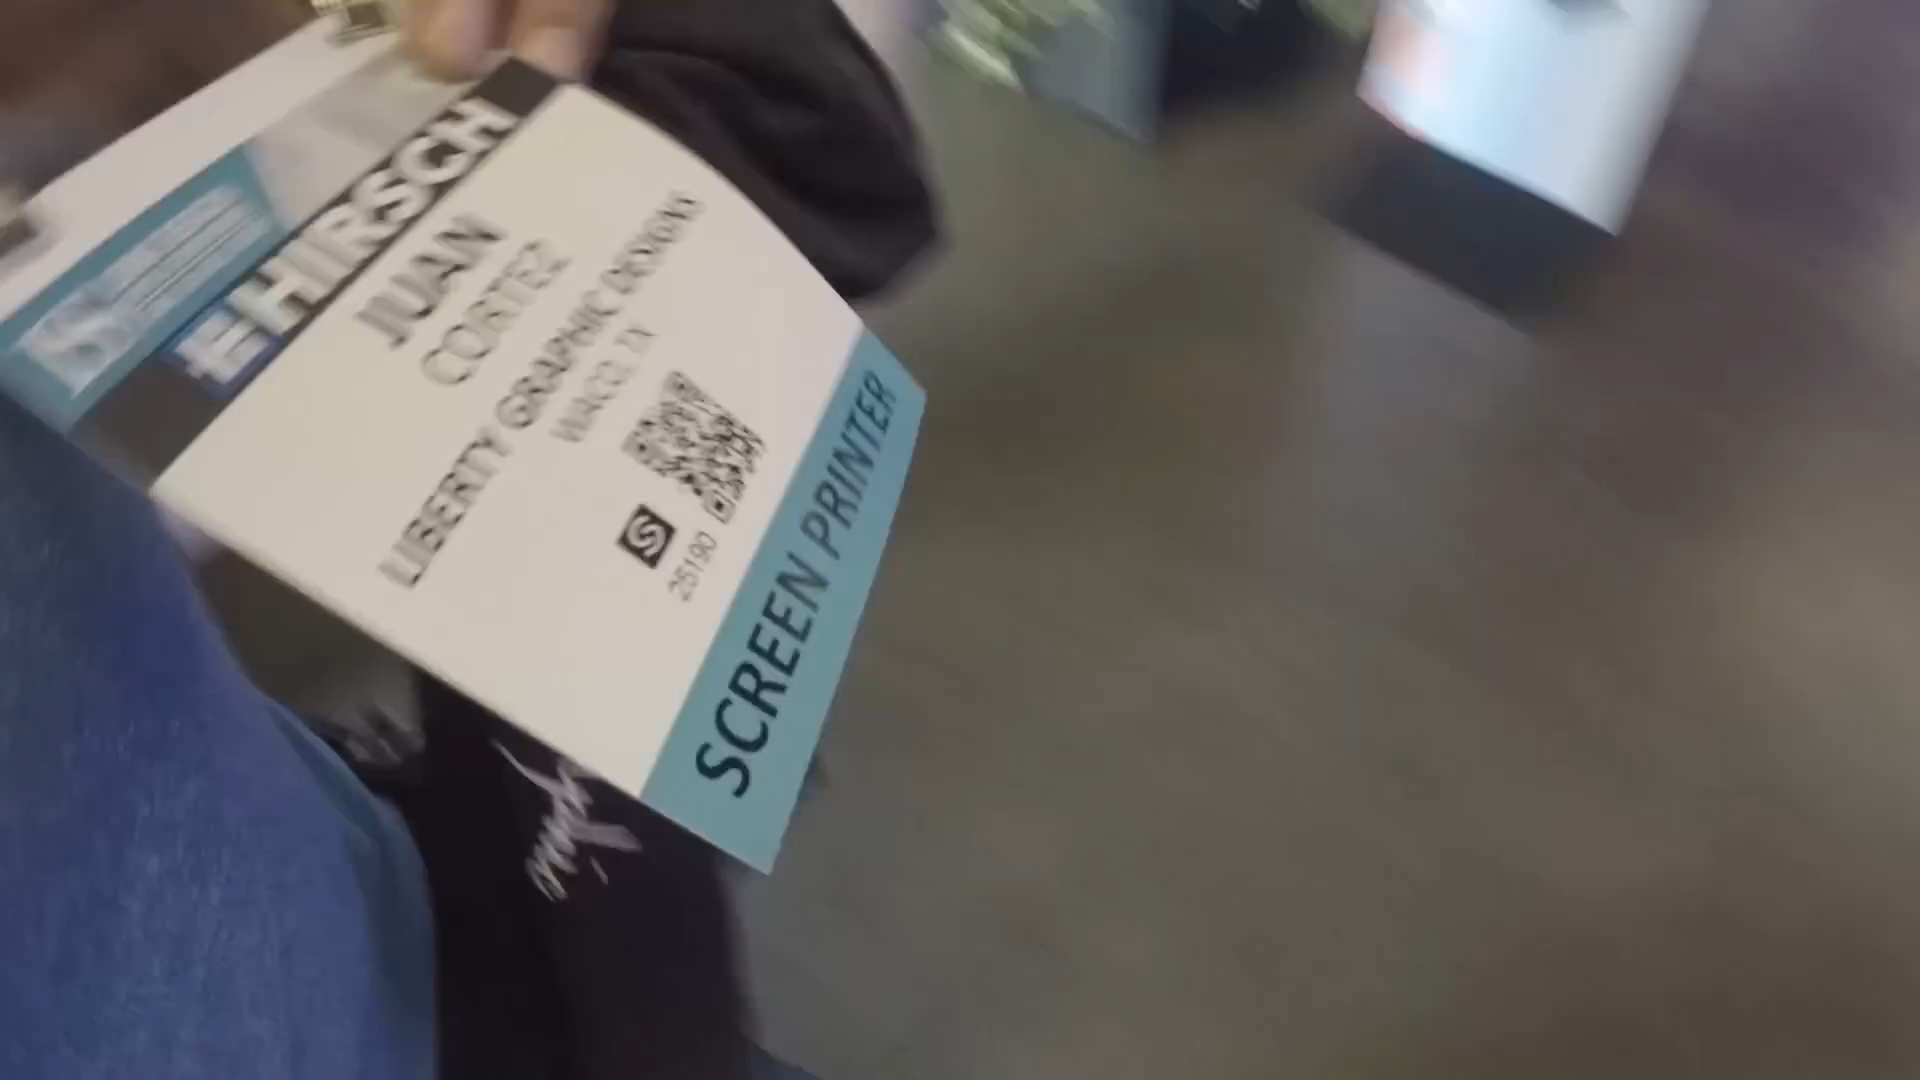 HIRSCH
JUAN
CORTEZ
LIBERTY GRAPHIC DESIGNS
WACO, TX
25190
SCREEN PRINTER